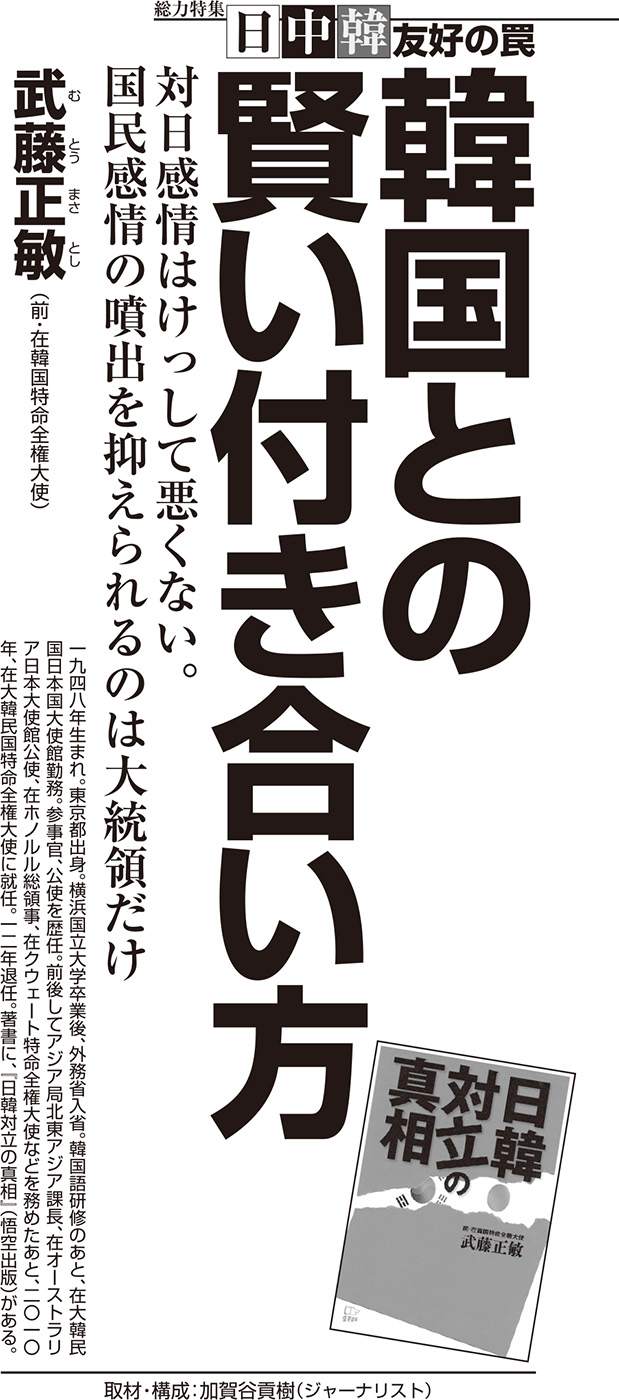 総力特集
日中韓友好の罠
韓国との
賢い付き合い方
対日感情はけっして悪くない。
国民感情の噴出を抑えられるのは大統領だけ
武藤正敏
むとうまさとし
(前・在韓国特命全権大使)
一九四八年生まれ。東京都出身。横浜国立大学卒業後、外務省入省。韓国語研修のあと、在大韓民
国日本国大使館勤務。参事官、公使を歴任。前後してアジア局北東アジア課長、在オーストラリ
ア日本大使館公使、在ホノルル総領事、在クウェート特命全権大使などを務めたあと、二〇一〇
年、在大韓民国特命全権大使に就任。一二年退任。著書に、『日韓対立の真相』(悟空出版)がある。
日韓
対立の
真相
前・在韓国特命全権大使
武藤正敏
取材・構成：加賀谷貢樹(ジャーナリスト)